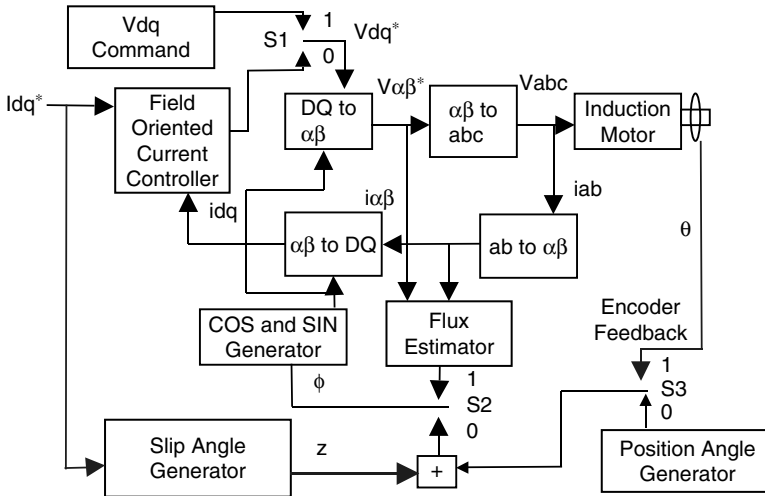 Vdq
Command
1
S1
0
Vdq*
Idq*
Field
Oriented
Current
Controller
DQ to
αβ
Vαβ*
αβ to
abc
Vabc
Induction
Motor
idq
iαβ
iab
αβ to DQ
ab to αβ
θ
COS and SIN
Generator
Flux
Estimator
Encoder
Feedback
ϕ
1
S2
0
1
S3
0
Slip Angle
Generator
z
+
Position Angle
Generator